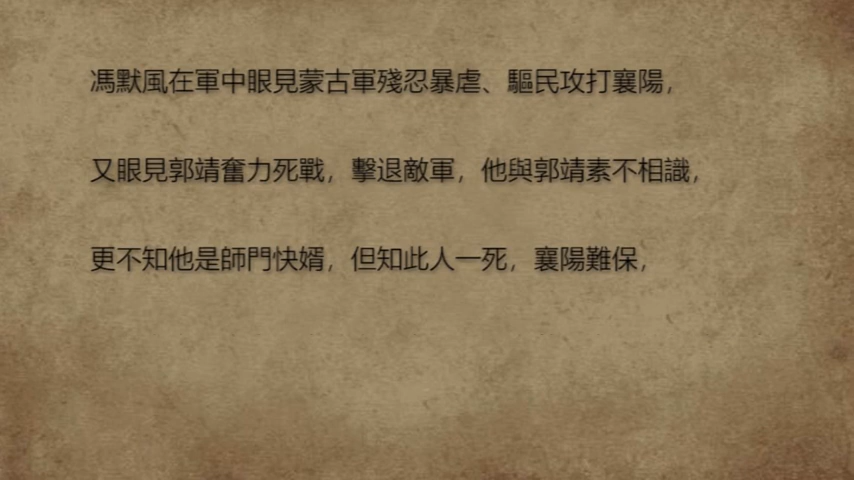 馮默風在軍中眼見蒙古軍殘忍暴虐、驅民攻打襄陽，
又眼見郭靖奮力死戰，擊退敵軍，他與郭靖素不相識，
更不知他是師門快婿，但知此人一死，襄陽難保，